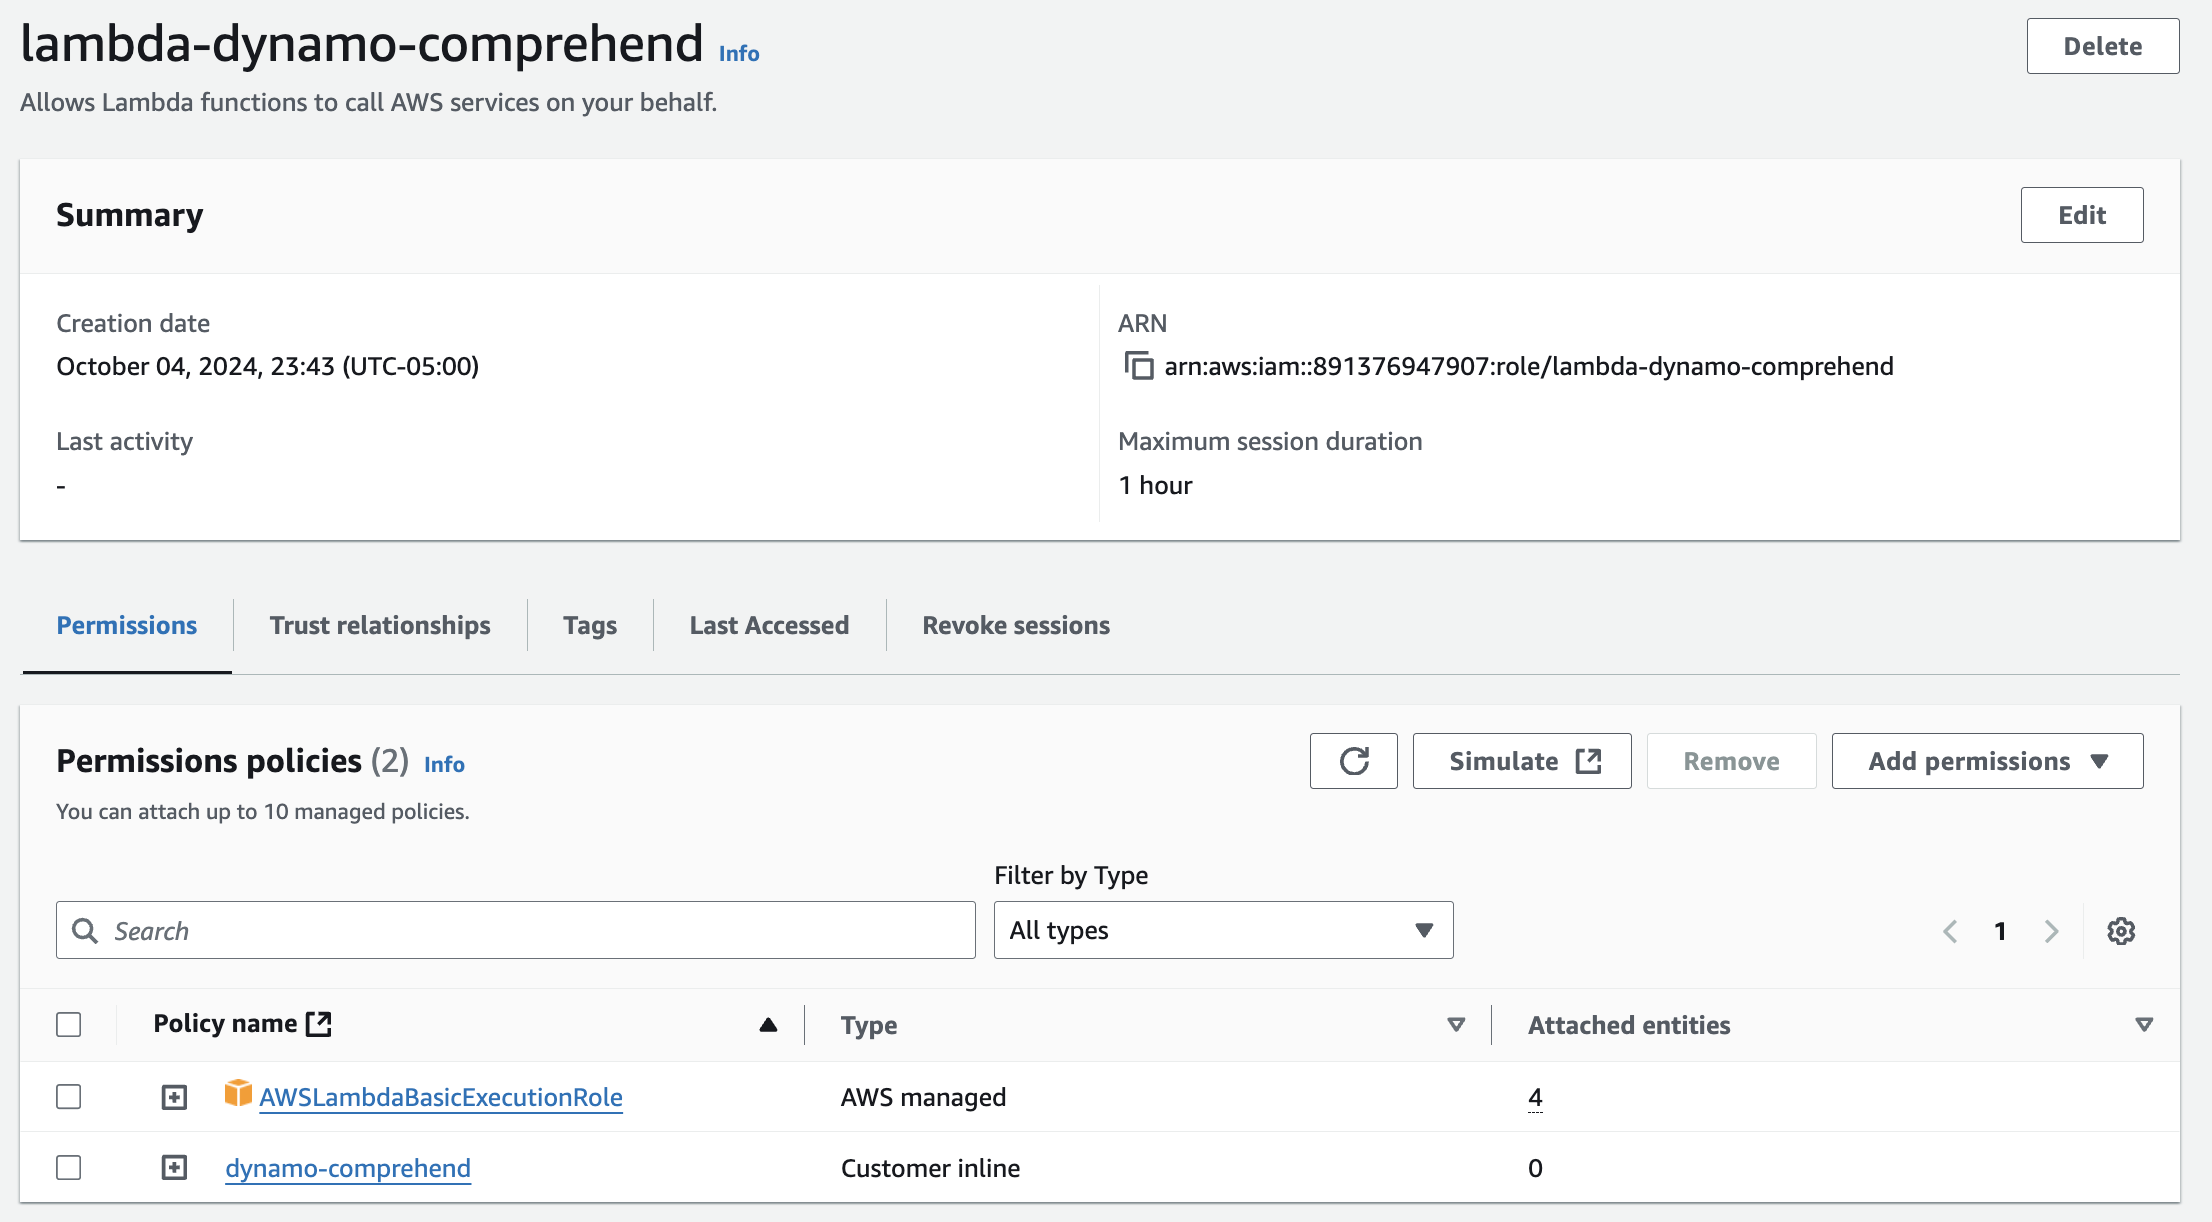 lambda-dynamo-comprehend Info
Delete
Allows Lambda functions to call AWS services on your behalf.
Summary
Edit
Creation date
October 04, 2024, 23:43 (UTC-05:00)
ARN
arn:aws:iam::891376947907:role/lambda-dynamo-comprehend
Last activity
-
Maximum session duration
1 hour
Permissions
Trust relationships
Tags
Last Accessed
Revoke sessions
Permissions policies (2) Info
Simulate
Remove
Add permissions
You can attach up to 10 managed policies.
Filter by Type
Search
All types
1
Policy name
Type
Attached entities
AWSLambdaBasicExecutionRole
AWS managed
4
dynamo-comprehend
Customer inline
0